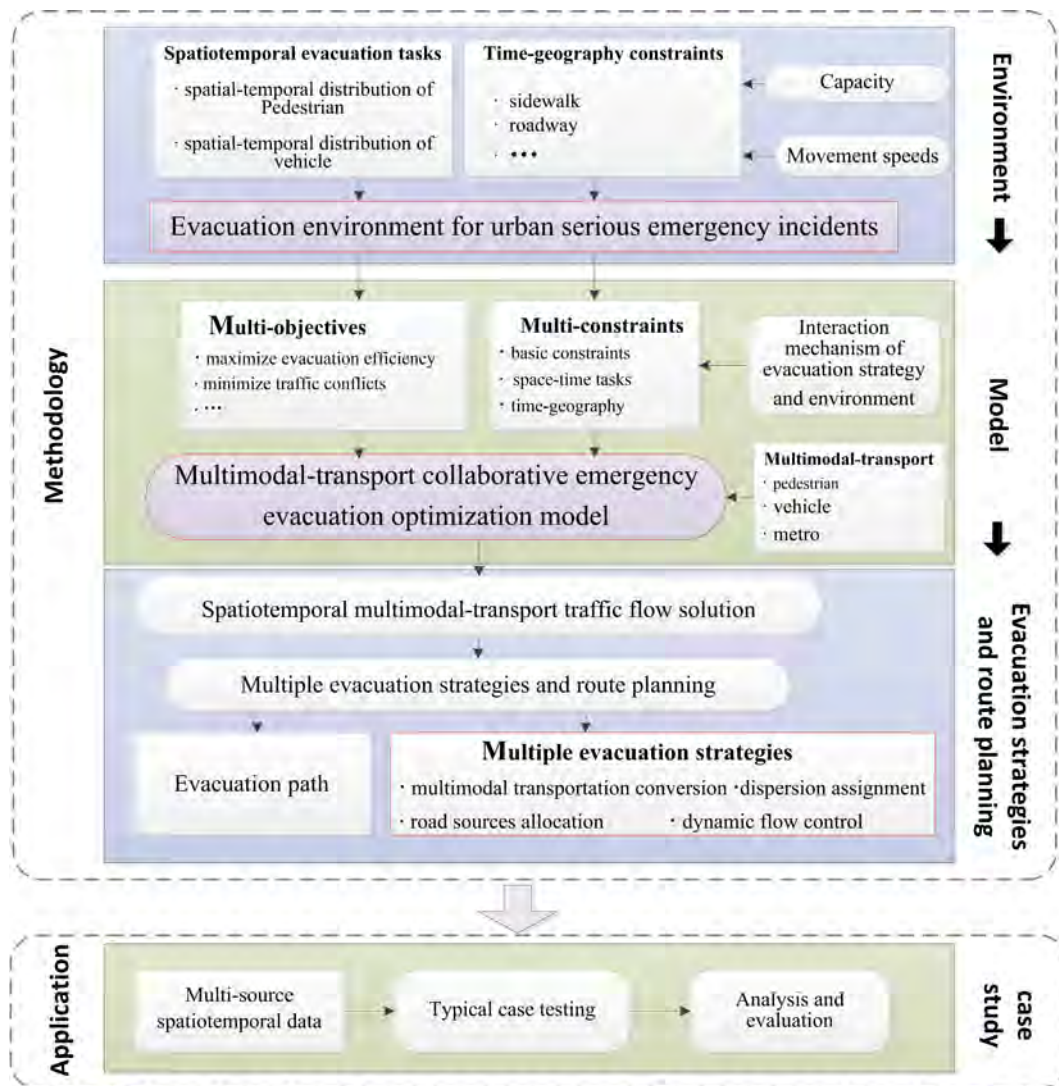 Spatiotemporal evacuation tasks
· spatial-temporal distribution of
Pedestrian
· spatial-temporal distribution of
vehicle
Time-geography constraints
· sidewalk
· roadway
· •••
Capacity
Movement speeds
Environment
Evacuation environment for urban serious emergency incidents
Methodology
Multi-objectives
· maximize evacuation efficiency
· minimize traffic conflicts
· ···
Multi-constraints
· basic constraints
· space-time tasks
· time-geography
Interaction
mechanism of
evacuation strategy
and environment
Model
Multimodal-transport
· pedestrian
· vehicle
· metro
Multimodal-transport collaborative emergency
evacuation optimization model
Spatiotemporal multimodal-transport traffic flow solution
Multiple evacuation strategies and route planning
Evacuation strategies
and route planning
Evacuation path
Multiple evacuation strategies
· multimodal transportation conversion ·dispersion assignment
· road sources allocation · dynamic flow control
Application
Multi-source
spatiotemporal data
Typical case testing
Analysis and
evaluation
case
study